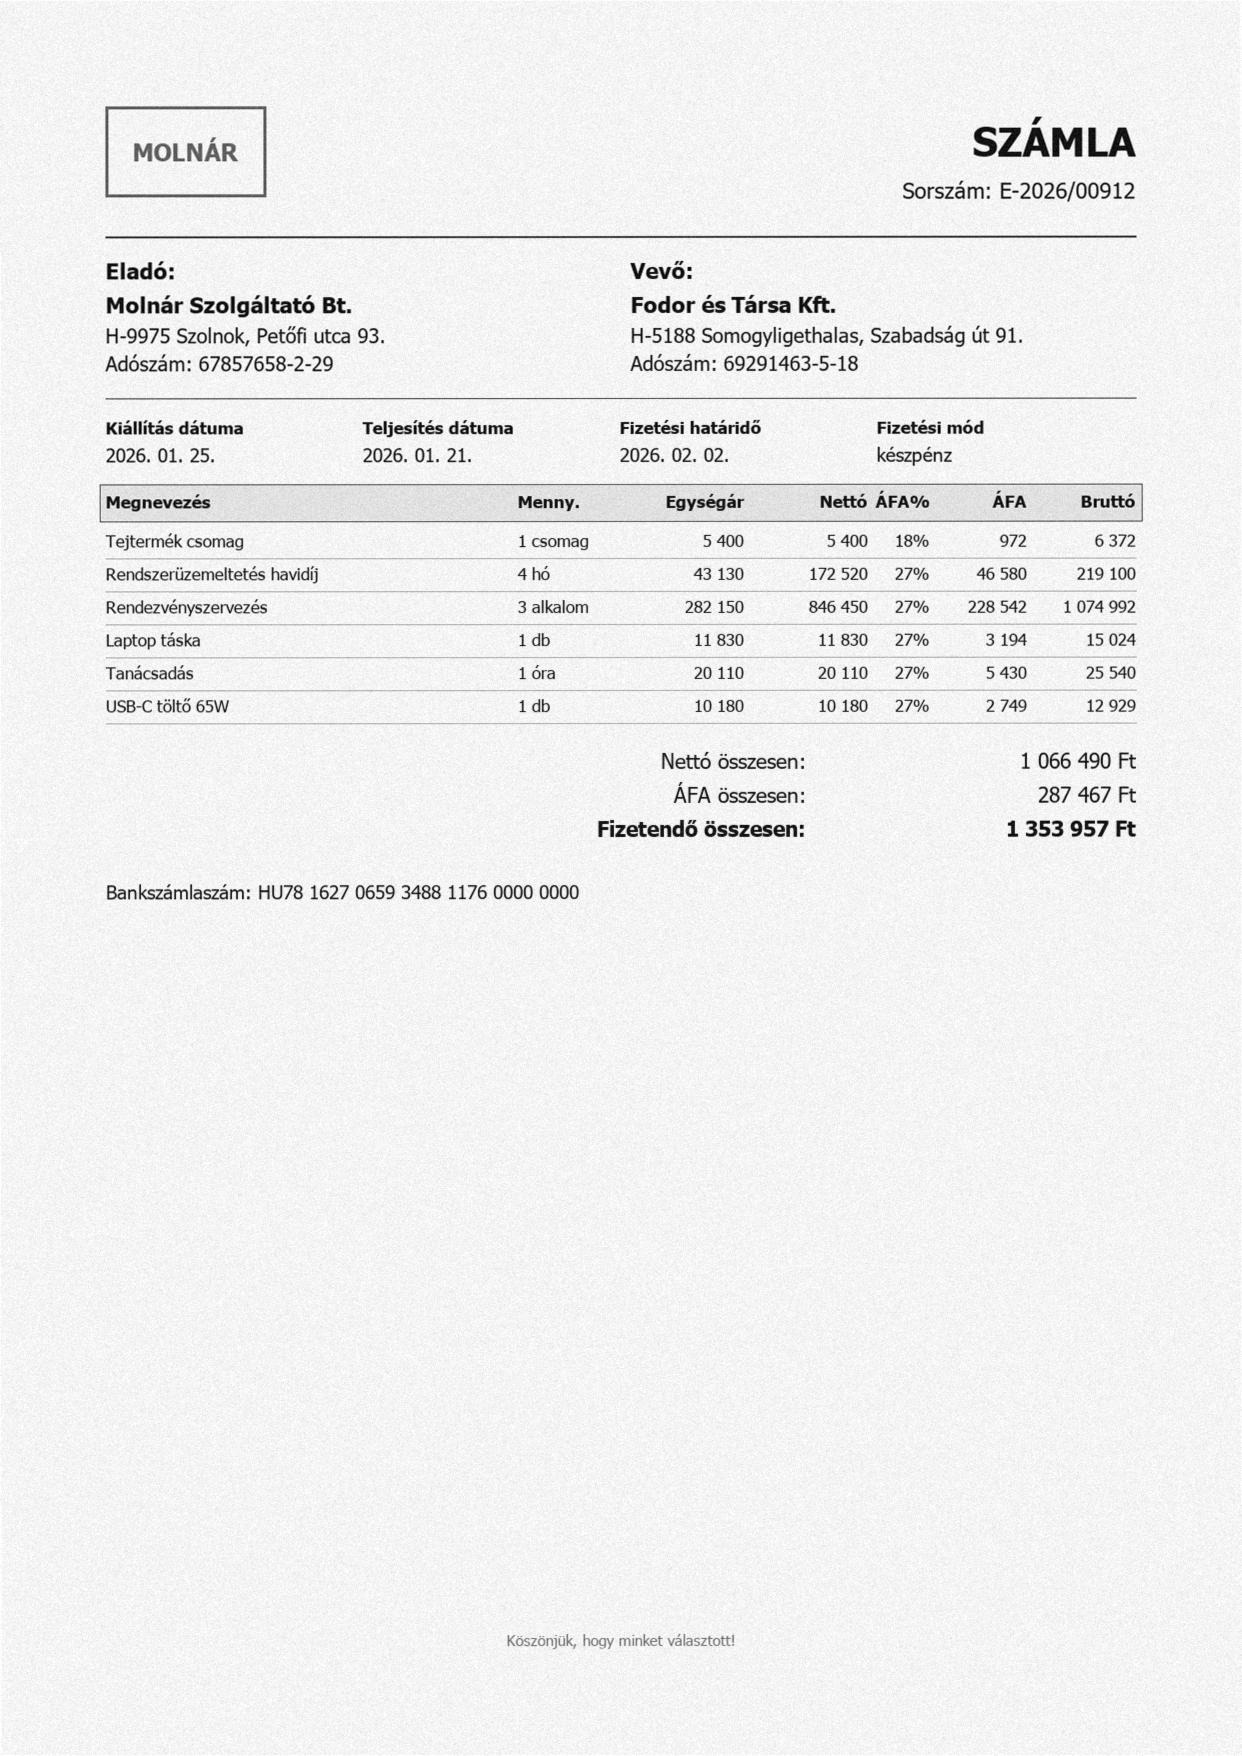 MOLNÁR
SZÁMLA
Sorszám: E-2026/00912
Eladó:
Molnár Szolgáltató Bt.
H-9975 Szolnok, Petőfi utca 93.
Adószám: 67857658-2-29
Vevő:
Fodor és Társa Kft.
H-5188 Somogyligethalas, Szabadság út 91.
Adószám: 69291463-5-18
Kiállítás dátuma Teljesítés dátuma Fizetési határidő Fizetési mód
2026. 01. 25. 2026. 01. 21. 2026. 02. 02. készpénz
Megnevezés Menny. Egységár Nettó ÁFA% ÁFA Bruttó
Tejtermék csomag 1 csomag 5 400 5 400 18% 972 6 372
Rendszerüzemeltetés havidíj 4 hó 43 130 172 520 27% 46 580 219 100
Rendezvényszervezés 3 alkalom 282 150 846 450 27% 228 542 1 074 992
Laptop táska 1 db 11 830 11 830 27% 3 194 15 024
Tanácsadás 1 óra 20 110 20 110 27% 5 430 25 540
USB-C töltő 65W 1 db 10 180 10 180 27% 2 749 12 929
Nettó összesen: 1 066 490 Ft
ÁFA összesen: 287 467 Ft
Fizetendő összesen: 1 353 957 Ft
Bankszámlaszám: HU78 1627 0659 3488 1176 0000 0000
Köszönjük, hogy minket választott!